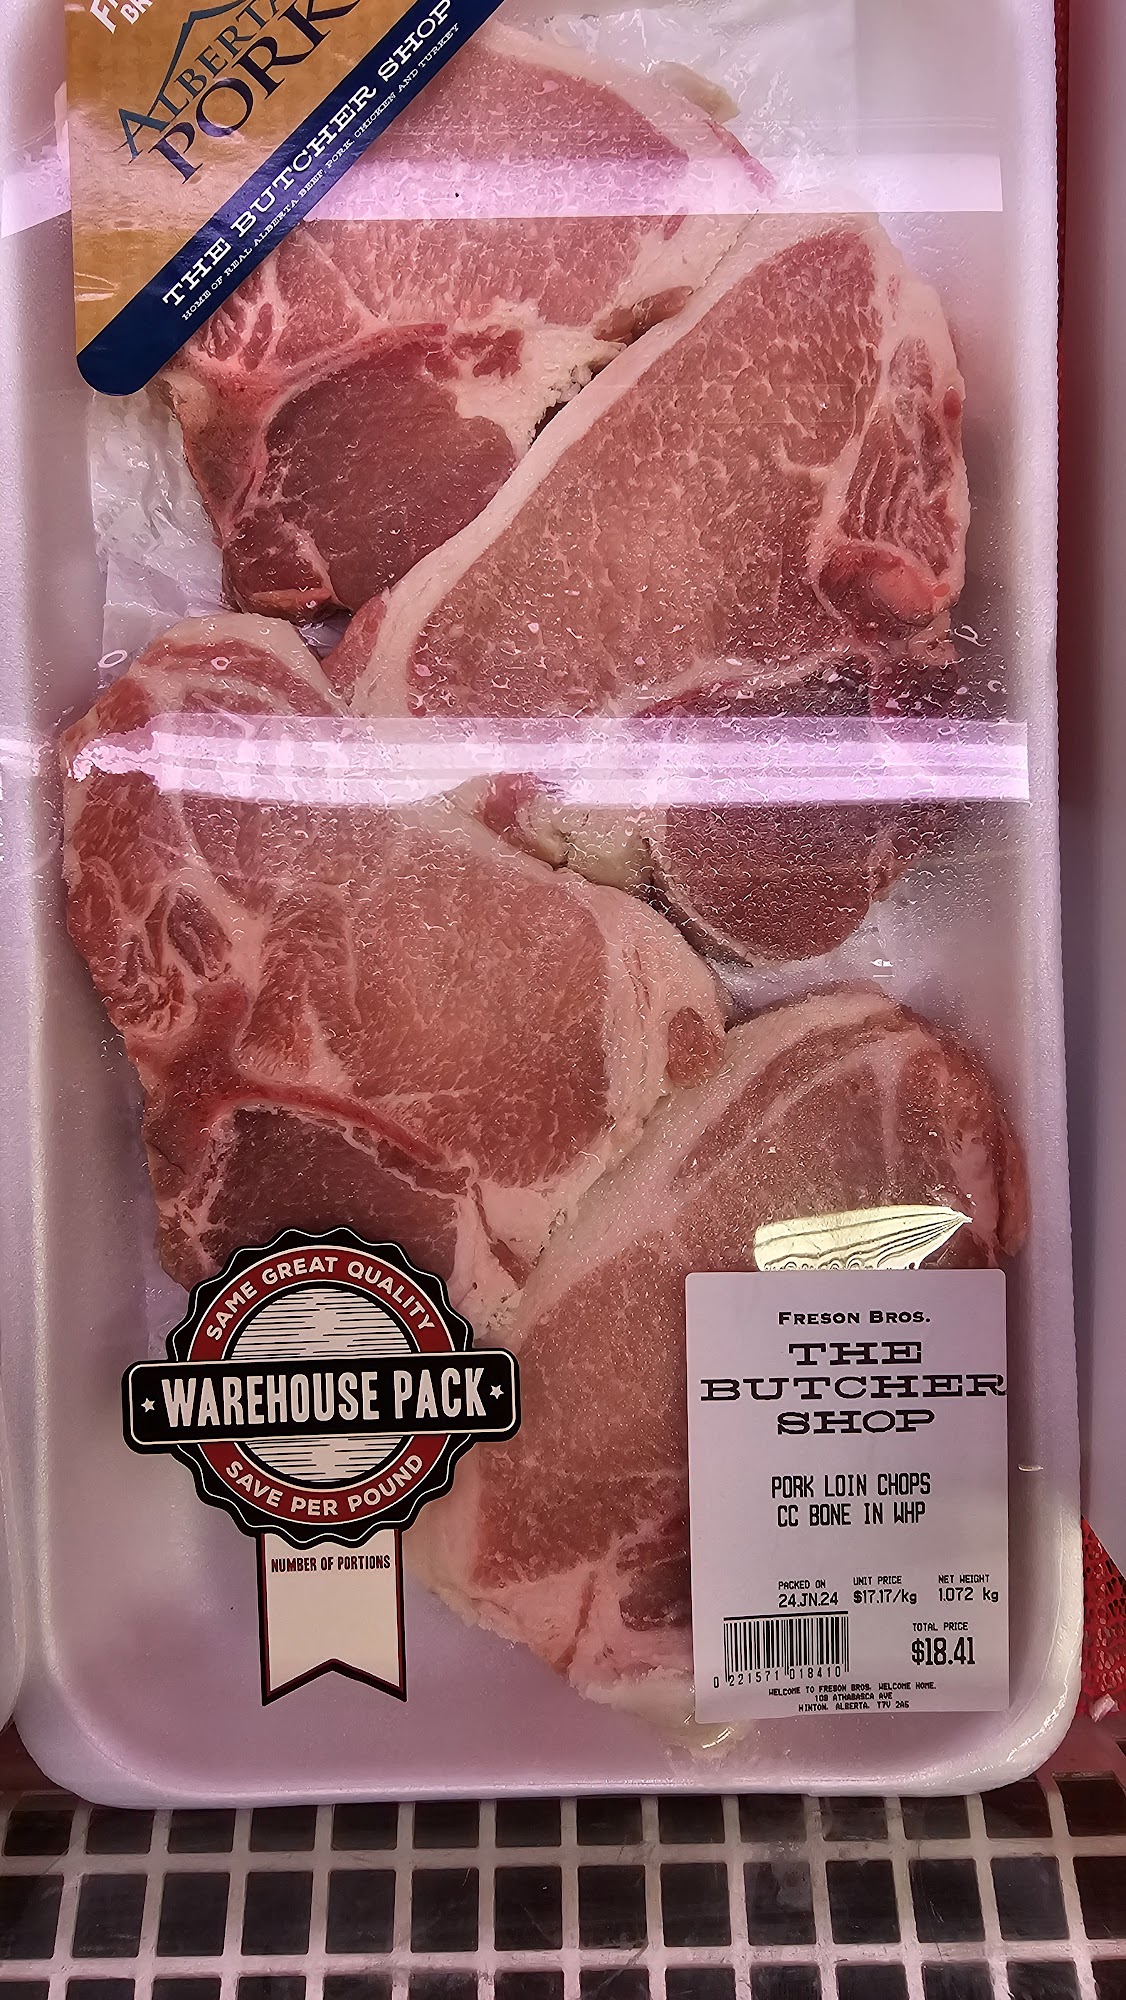 ALBERTA
PORK
THE BUTCHER SHOP
HOME OF REAL ALBERTA BEEF, PORK, CHICKEN AND TURKEY
SAME GREAT QUALITY
WAREHOUSE PACK
SAVE PER POUND
NUMBER OF PORTIONS
FRESON BROS.
THE
BUTCHER
SHOP
PORK LOIN CHOPS
CC BONE IN WHP
PACKED ON UNIT PRICE NET WEIGHT
24.JN.24 $17.17/kg 1.072 kg
TOTAL PRICE
$18.41
0 221571 018410
WELCOME TO FRESON BROS. WELCOME HOME.
108 ATHABASCA AVE
HINTON, ALBERTA, T7V 2A5